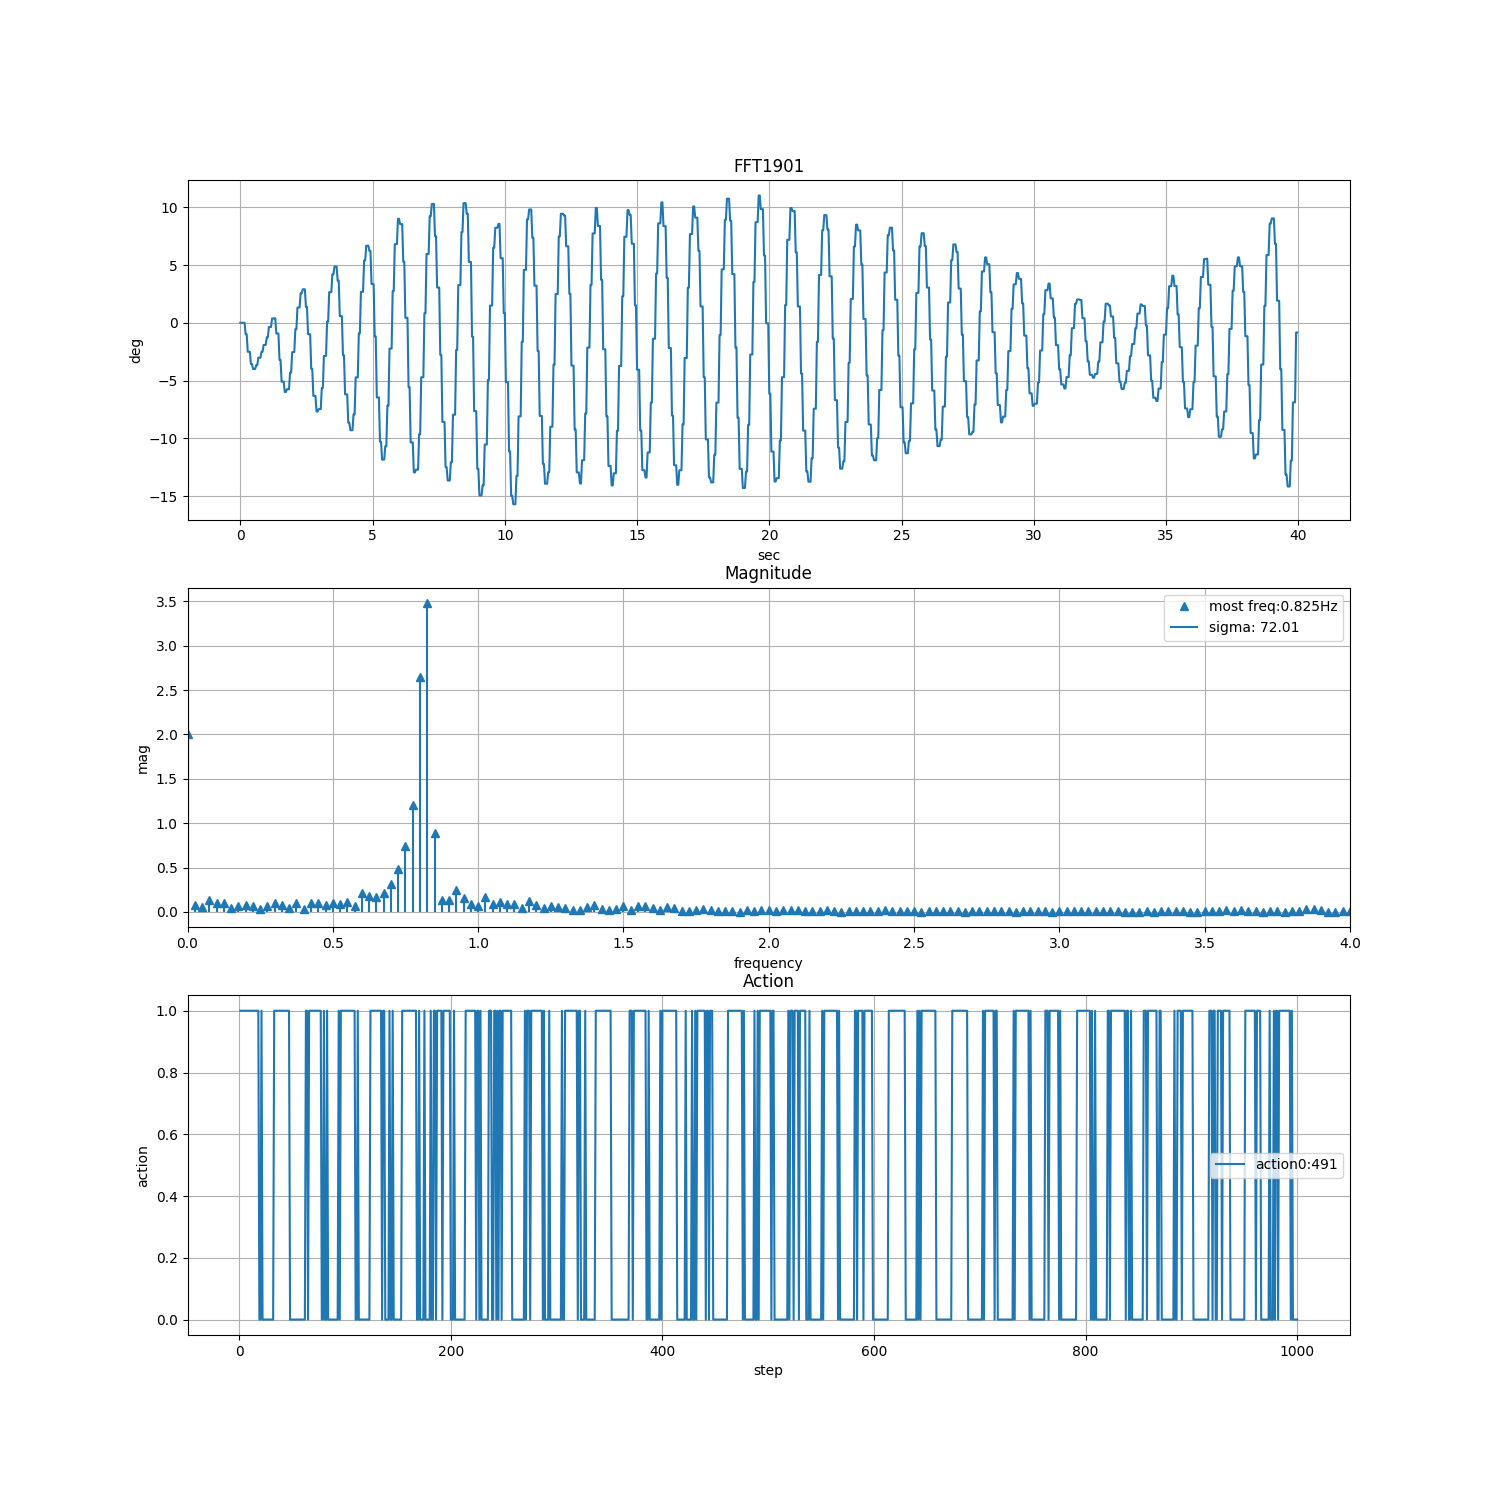 FFT1901
10
5
0
−5
−10
−15
deg
0 5 10 15 20 25 30 35 40
sec
Magnitude
3.5
3.0
2.5
2.0
1.5
1.0
0.5
0.0
mag
most freq:0.825Hz
sigma: 72.01
0.0 0.5 1.0 1.5 2.0 2.5 3.0 3.5 4.0
frequency
Action
1.0
0.8
0.6
0.4
0.2
0.0
action
action0:491
0 200 400 600 800 1000
step